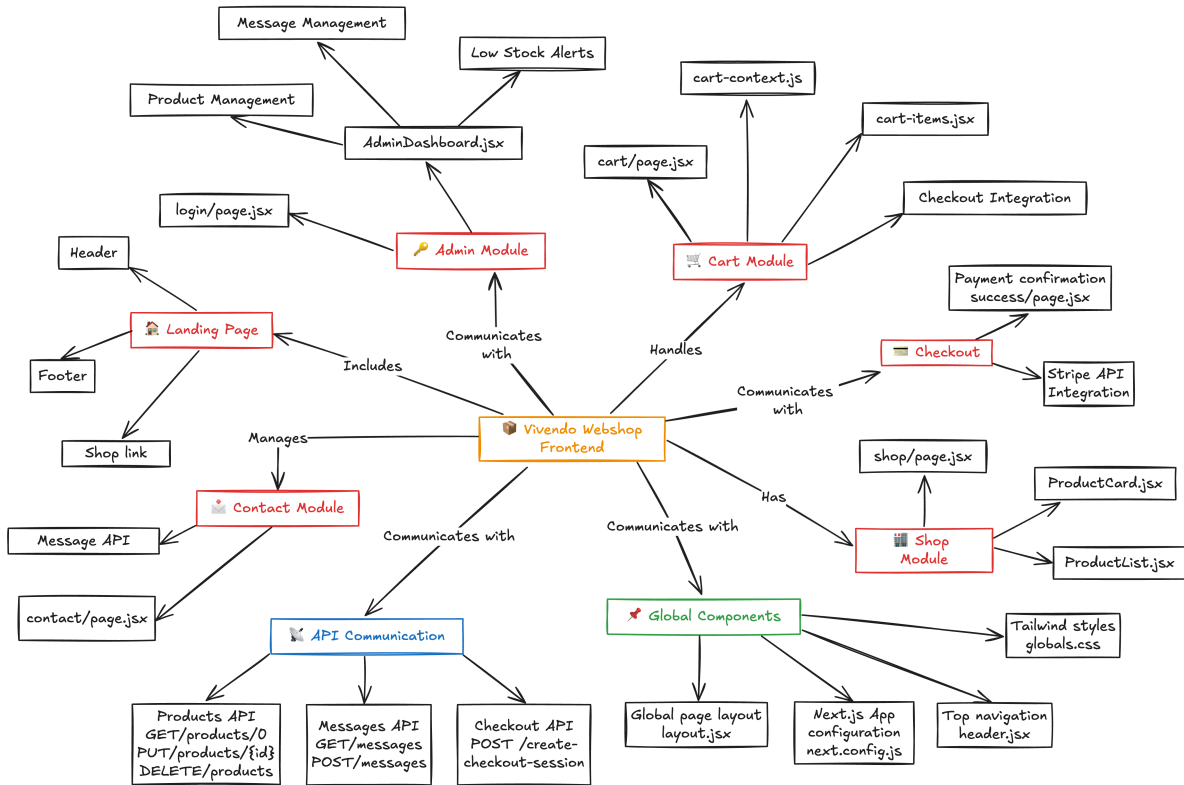 Message Management
Low Stock Alerts
Product Management
AdminDashboard.jsx
login/page.jsx
Admin Module
cart-context.js
cart-items.jsx
cart/page.jsx
Checkout Integration
Cart Module
Header
Landing Page
Footer
Shop link
Includes
Communicates
with
Handles
Payment confirmation
success/page.jsx
Checkout
Stripe API
Integration
Communicates
with
Vivendo Webshop
Frontend
Manages
Contact Module
Message API
contact/page.jsx
Has
shop/page.jsx
ProductCard.jsx
Shop
Module
ProductList.jsx
Communicates with
Communicates with
API Communication
Products API
GET/products/0
PUT/products/{id}
DELETE/products
Messages API
GET/messages
POST/messages
Checkout API
POST /create-
checkout-session
Global Components
Tailwind styles
globals.css
Global page layout
layout.jsx
Next.js App
configuration
next.config.js
Top navigation
header.jsx